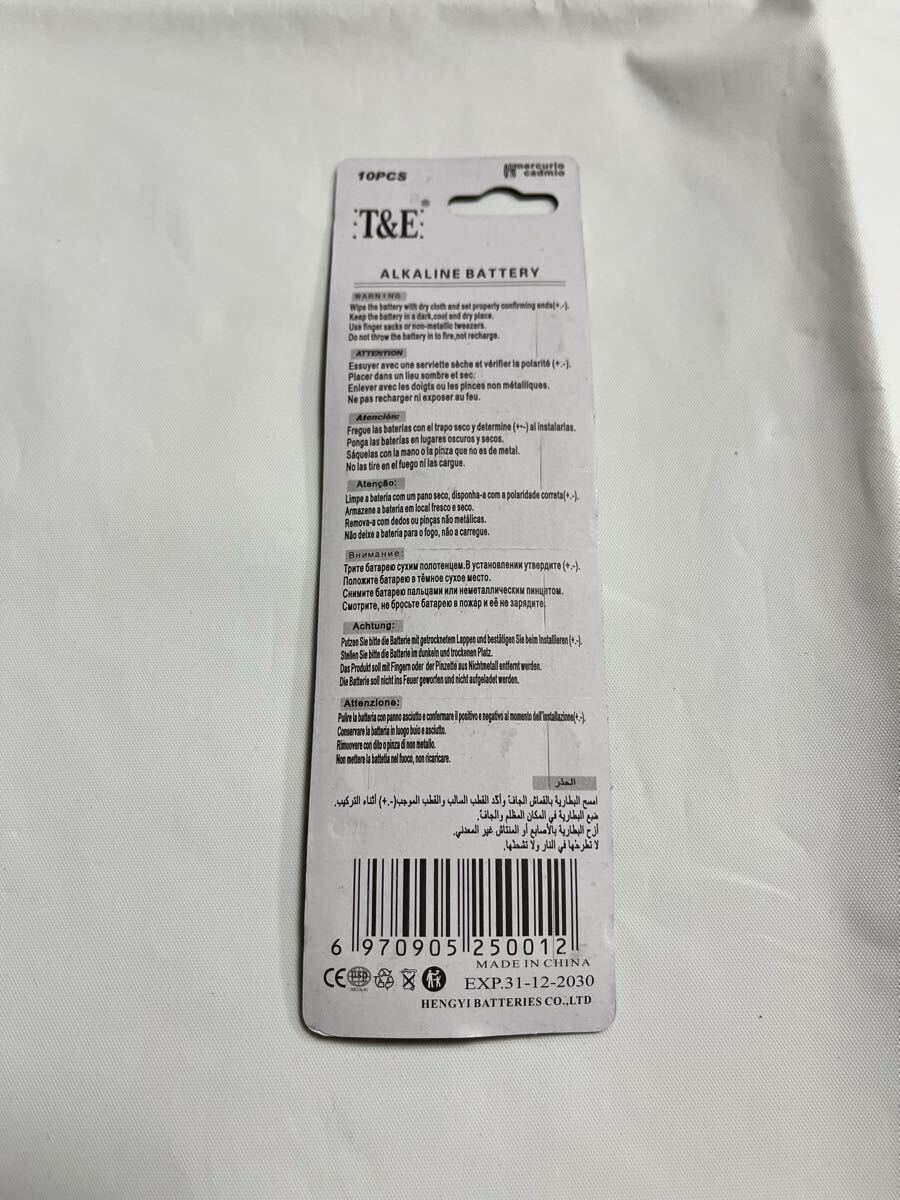 10PCS
0% mercurio
cadmio
T&E®
ALKALINE BATTERY
WARNING
Wipe the battery with dry cloth and set properly confirming ends(+.-).
Keep the battery in a dark,cool and dry place.
Use finger sacks or non-metallic tweezers.
Do not throw the battery in to fire,not recharge.
ATTENTION
Essuyer avec une serviette sèche et vérifier la polarité (+.-).
Placer dans un lieu sombre et sec.
Enlever avec les doigts ou les pinces non métalliques.
Ne pas recharger ni exposer au feu.
Atención:
Fregue las baterías con el trapo seco y determine (+-) al instalarlas.
Ponga las baterías en lugares oscuros y secos.
Sáquelas con la mano o la pinza que no es de metal.
No las tire en el fuego ni las cargue.
Atenção:
Limpe a bateria com um pano seco, disponha-a com a polaridade correta(+.-).
Armazene a bateria em local fresco e seco.
Remova-a com dedos ou pinças não metálicas.
Não deixe a bateria para o fogo, não a carregue.
Внимание:
Трите батарею сухим полотенцем.В установлении утвердите (+.-).
Положите батарею в тёмное сухое место.
Снимите батарею пальцами или неметаллическим пинцетом.
Смотрите, не бросьте батарею в пожар и её не зарядите.
Achtung:
Putzen Sie bitte die Batterie mit getrocknetem Lappen und bestätigen Sie beim Installieren (+.-).
Stellen Sie bitte die Batterie im dunkeln und trockenen Platz.
Das Produkt soll mit Fingern oder der Pinzette aus Nichtmetall entfernt werden.
Die Batterie soll nicht ins Feuer geworfen und nicht aufgeladet werden.
Attenzione:
Pulire la batteria con panno asciutto e confermare il positivo e negativo al momento dell'installazione(+.-).
Conservare la batteria in luogo buio e asciutto.
Rimuovere con dito o pinza di non metallo.
Non mettere la battetia nel fuoco, non ricaricare.
الحذر
امسح البطارية بالقماش الجافة وأكّد القطب السالب والقطب الموجب(-.+) أثناء التركيب.
ضع البطارية في المكان المظلم والجافة.
أزح البطارية بالأصابع أو المنتاش غير المعدني.
لا تطرحها في النار ولا تشحنها.
6 970905 250012
MADE IN CHINA
CE
EXP.31-12-2030
HENGYI BATTERIES CO.,LTD